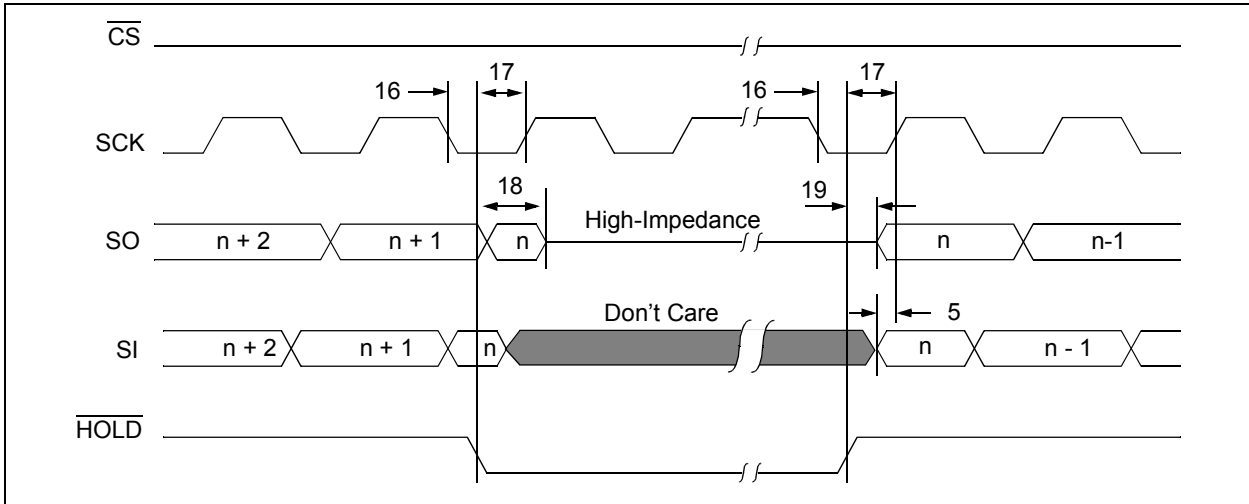 CS
16 17 16 17
SCK
18 19
High-Impedance
SO n + 2 n + 1 n n n-1
Don't Care 5
SI n + 2 n + 1 n n n - 1
HOLD